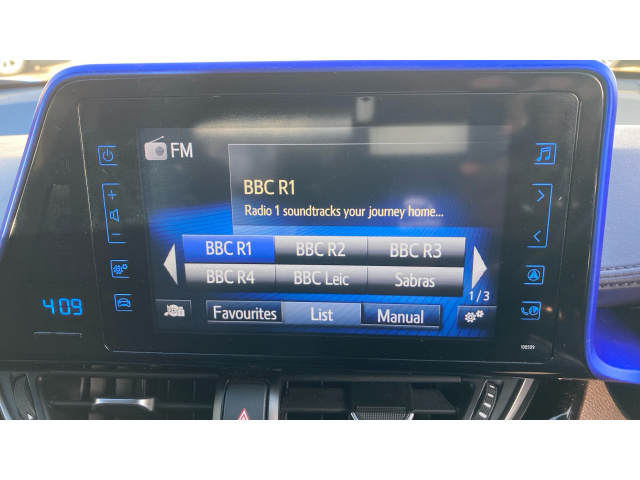 FM
BBC R1
Radio 1 soundtracks your journey home...
BBC R1 BBC R2 BBC R3
BBC R4 BBC Leic Sabras
1 / 3
Favourites List Manual
4:09
100509